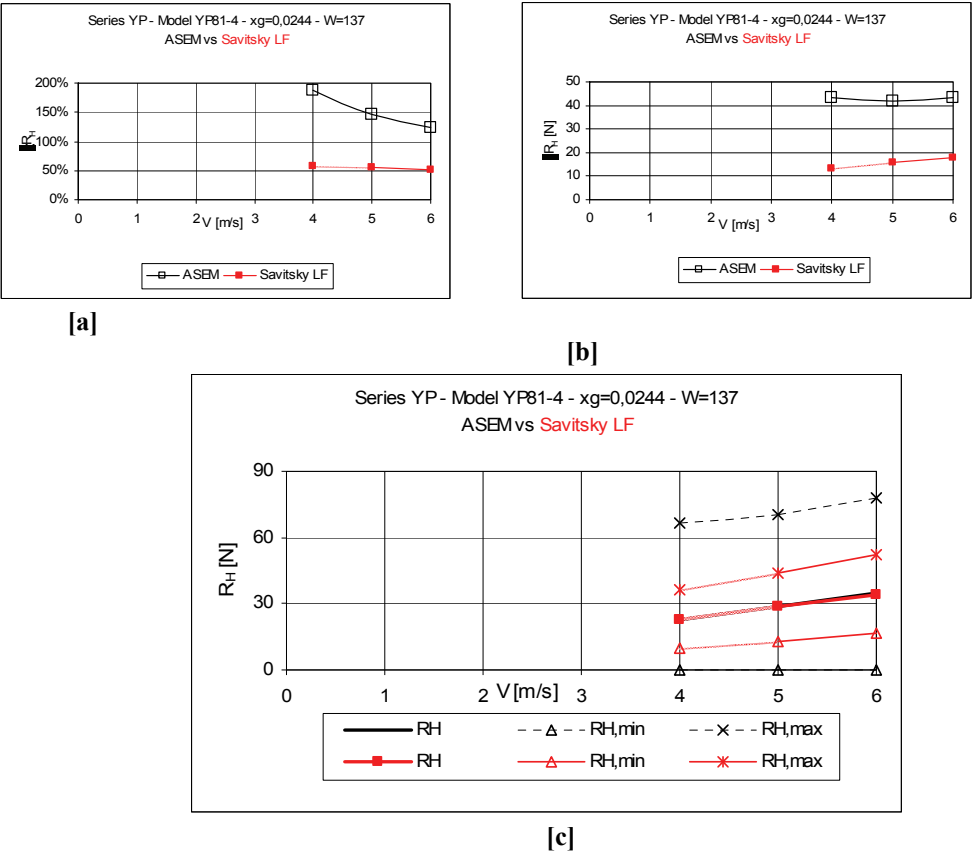 Series YP - Model YP81-4 - xg=0,0244 - W=137
ASEM vs Savitsky LF
200%
150%
100%
50%
0%
RH
0 1 2 3 4 5 6
V [m/s]
ASEM Savitsky LF
[a]
Series YP - Model YP81-4 - xg=0,0244 - W=137
ASEM vs Savitsky LF
50
40
30
20
10
0
RH [N]
0 1 2 3 4 5 6
V [m/s]
ASEM Savitsky LF
[b]
Series YP - Model YP81-4 - xg=0,0244 - W=137
ASEM vs Savitsky LF
90
60
30
0
RH [N]
0 1 2 3 4 5 6
V [m/s]
RH RH,min RH,max
RH RH,min RH,max
[c]